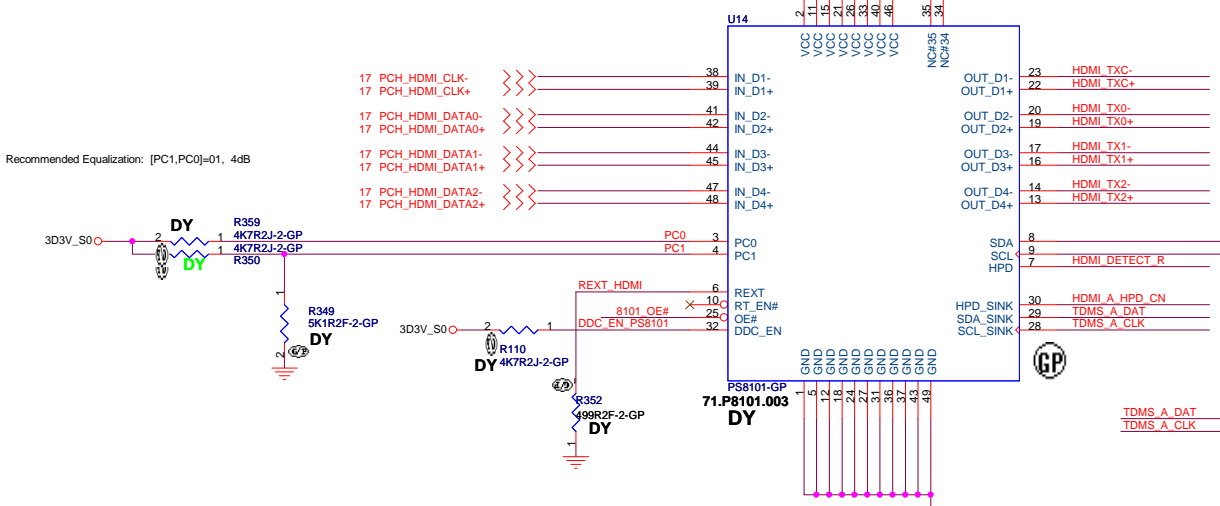 U14
2
11
15
21
26
33
40
46
35
34
VCC
VCC
VCC
VCC
VCC
VCC
VCC
VCC
NC#35
NC#34
17 PCH_HDMI_CLK-
17 PCH_HDMI_CLK+
17 PCH_HDMI_DATA0-
17 PCH_HDMI_DATA0+
17 PCH_HDMI_DATA1-
17 PCH_HDMI_DATA1+
17 PCH_HDMI_DATA2-
17 PCH_HDMI_DATA2+
38 IN_D1-
39 IN_D1+
41 IN_D2-
42 IN_D2+
44 IN_D3-
45 IN_D3+
47 IN_D4-
48 IN_D4+
OUT_D1- 23 HDMI_TXC-
OUT_D1+ 22 HDMI_TXC+
OUT_D2- 20 HDMI_TX0-
OUT_D2+ 19 HDMI_TX0+
OUT_D3- 17 HDMI_TX1-
OUT_D3+ 16 HDMI_TX1+
OUT_D4- 14 HDMI_TX2-
OUT_D4+ 13 HDMI_TX2+
Recommended Equalization: [PC1,PC0]=01, 4dB
3D3V_S0
DY
R359
2 1 4K7R2J-2-GP
1 4K7R2J-2-GP
DY
R350
PC0 3 PC0
PC1 4 PC1
SDA 8
SCL 9
HPD 7 HDMI_DETECT_R
1
R349
5K1R2F-2-GP
DY
2
REXT_HDMI 6 REXT
10 RT_EN#
8101_OE# 25 OE#
DDC_EN_PS8101 32 DDC_EN
HPD_SINK 30 HDMI_A_HPD_CN
SDA_SINK 29 TDMS_A_DAT
SCL_SINK 28 TDMS_A_CLK
3D3V_S0
2 1
R110
DY 4K7R2J-2-GP
R352
499R2F-2-GP
DY
1
GP
GND
GND
GND
GND
GND
GND
GND
GND
GND
GND
GND
PS8101-GP
71.P8101.003
DY
1
5
12
18
24
27
31
36
37
43
49
TDMS_A_DAT
TDMS_A_CLK